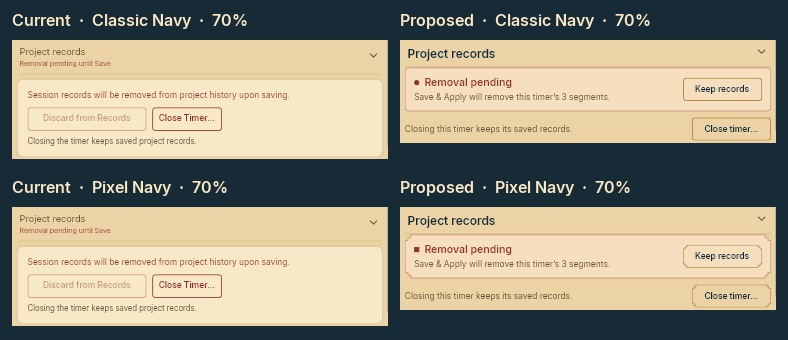 Current · Classic Navy · 70%
Project records
Removal pending until Save
Session records will be removed from project history upon saving.
Discard from Records
Close Timer...
Closing the timer keeps saved project records.
Proposed · Classic Navy · 70%
Project records
Removal pending
Save & Apply will remove this timer's 3 segments.
Keep records
Closing this timer keeps its saved records.
Close timer...
Current · Pixel Navy · 70%
Project records
Removal pending until Save
Session records will be removed from project history upon saving.
Discard from Records
Close Timer...
Closing the timer keeps saved project records.
Proposed · Pixel Navy · 70%
Project records
Removal pending
Save & Apply will remove this timer's 3 segments.
Keep records
Closing this timer keeps its saved records.
Close timer...